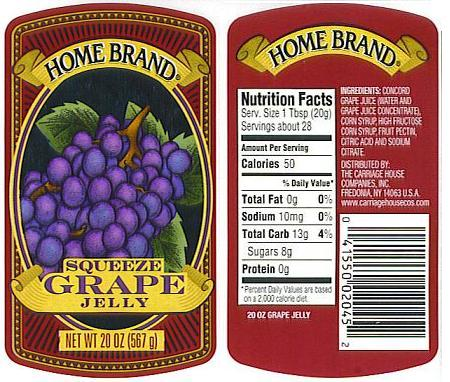 HOME BRAND®
SQUEEZE
GRAPE
JELLY
NET WT 20 OZ (567 g)
HOME BRAND®
Nutrition Facts
Serv. Size 1 Tbsp (20g)
Servings about 28
Amount Per Serving
Calories 50
% Daily Value*
Total Fat 0g 0%
Sodium 10mg 0%
Total Carb 13g 4%
Sugars 8g
Protein 0g
*Percent Daily Values are based
on a 2,000 calorie diet.
20 OZ GRAPE JELLY
INGREDIENTS: CONCORD
GRAPE JUICE (WATER AND
GRAPE JUICE CONCENTRATE),
CORN SYRUP, HIGH FRUCTOSE
CORN SYRUP, FRUIT PECTIN,
CITRIC ACID AND SODIUM
CITRATE.
DISTRIBUTED BY:
THE CARRIAGE HOUSE
COMPANIES, INC.
FREDONIA, NY 14063 U.S.A.
www.carriagehousecos.com
0 41500 02045 2